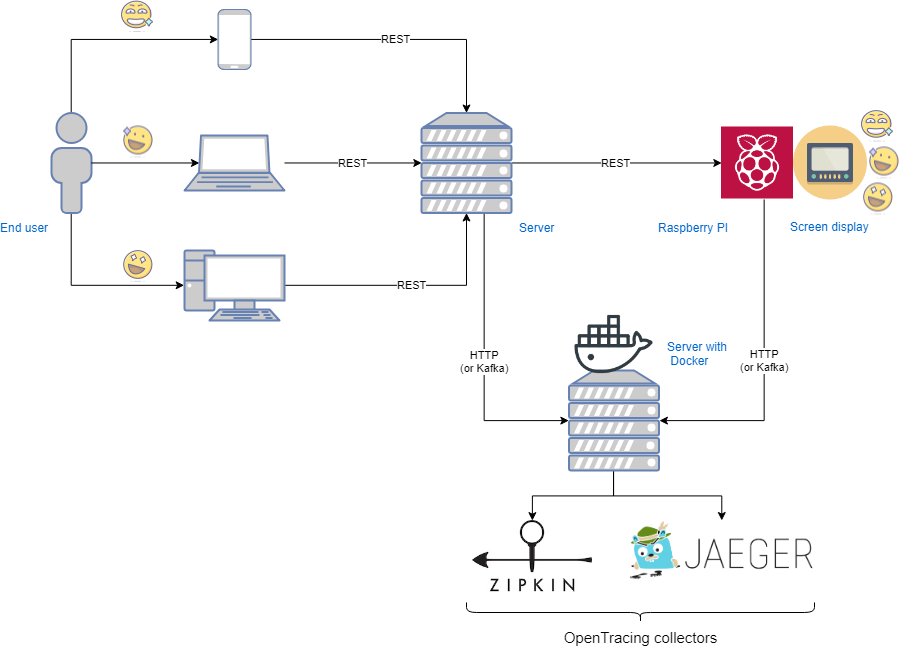 REST
REST
REST
End user
Server
Raspberry PI
Screen display
REST
HTTP
(or Kafka)
Server with
Docker
HTTP
(or Kafka)
ZIPKIN
JAEGER
OpenTracing collectors